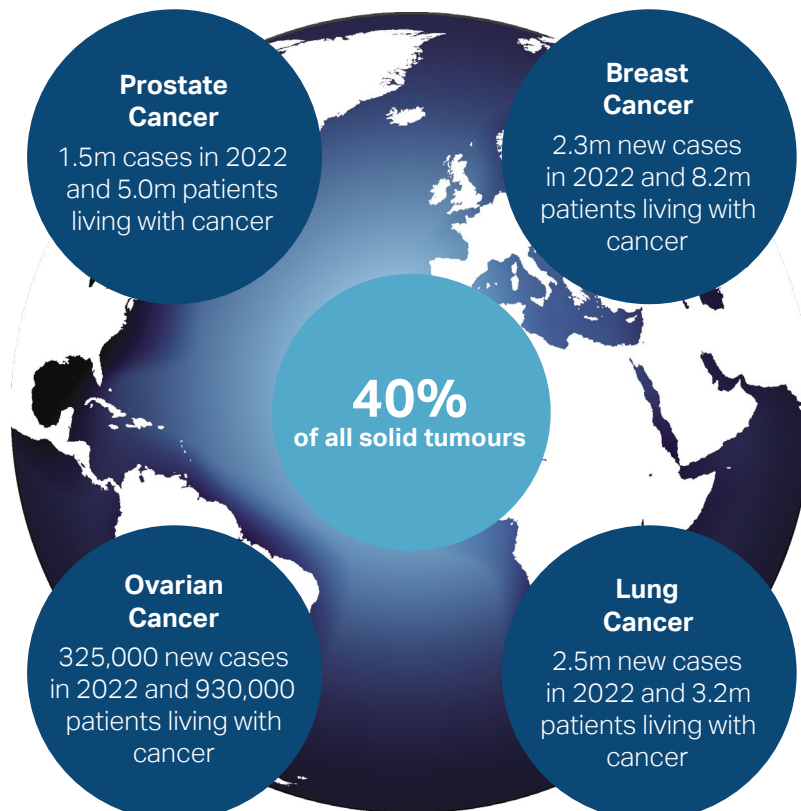 Prostate
Cancer
1.5m cases in 2022
and 5.0m patients
living with cancer
Breast
Cancer
2.3m new cases
in 2022 and 8.2m
patients living with
cancer
40%
of all solid tumours
Ovarian
Cancer
325,000 new cases
in 2022 and 930,000
patients living with
cancer
Lung
Cancer
2.5m new cases
in 2022 and 3.2m
patients living with
cancer